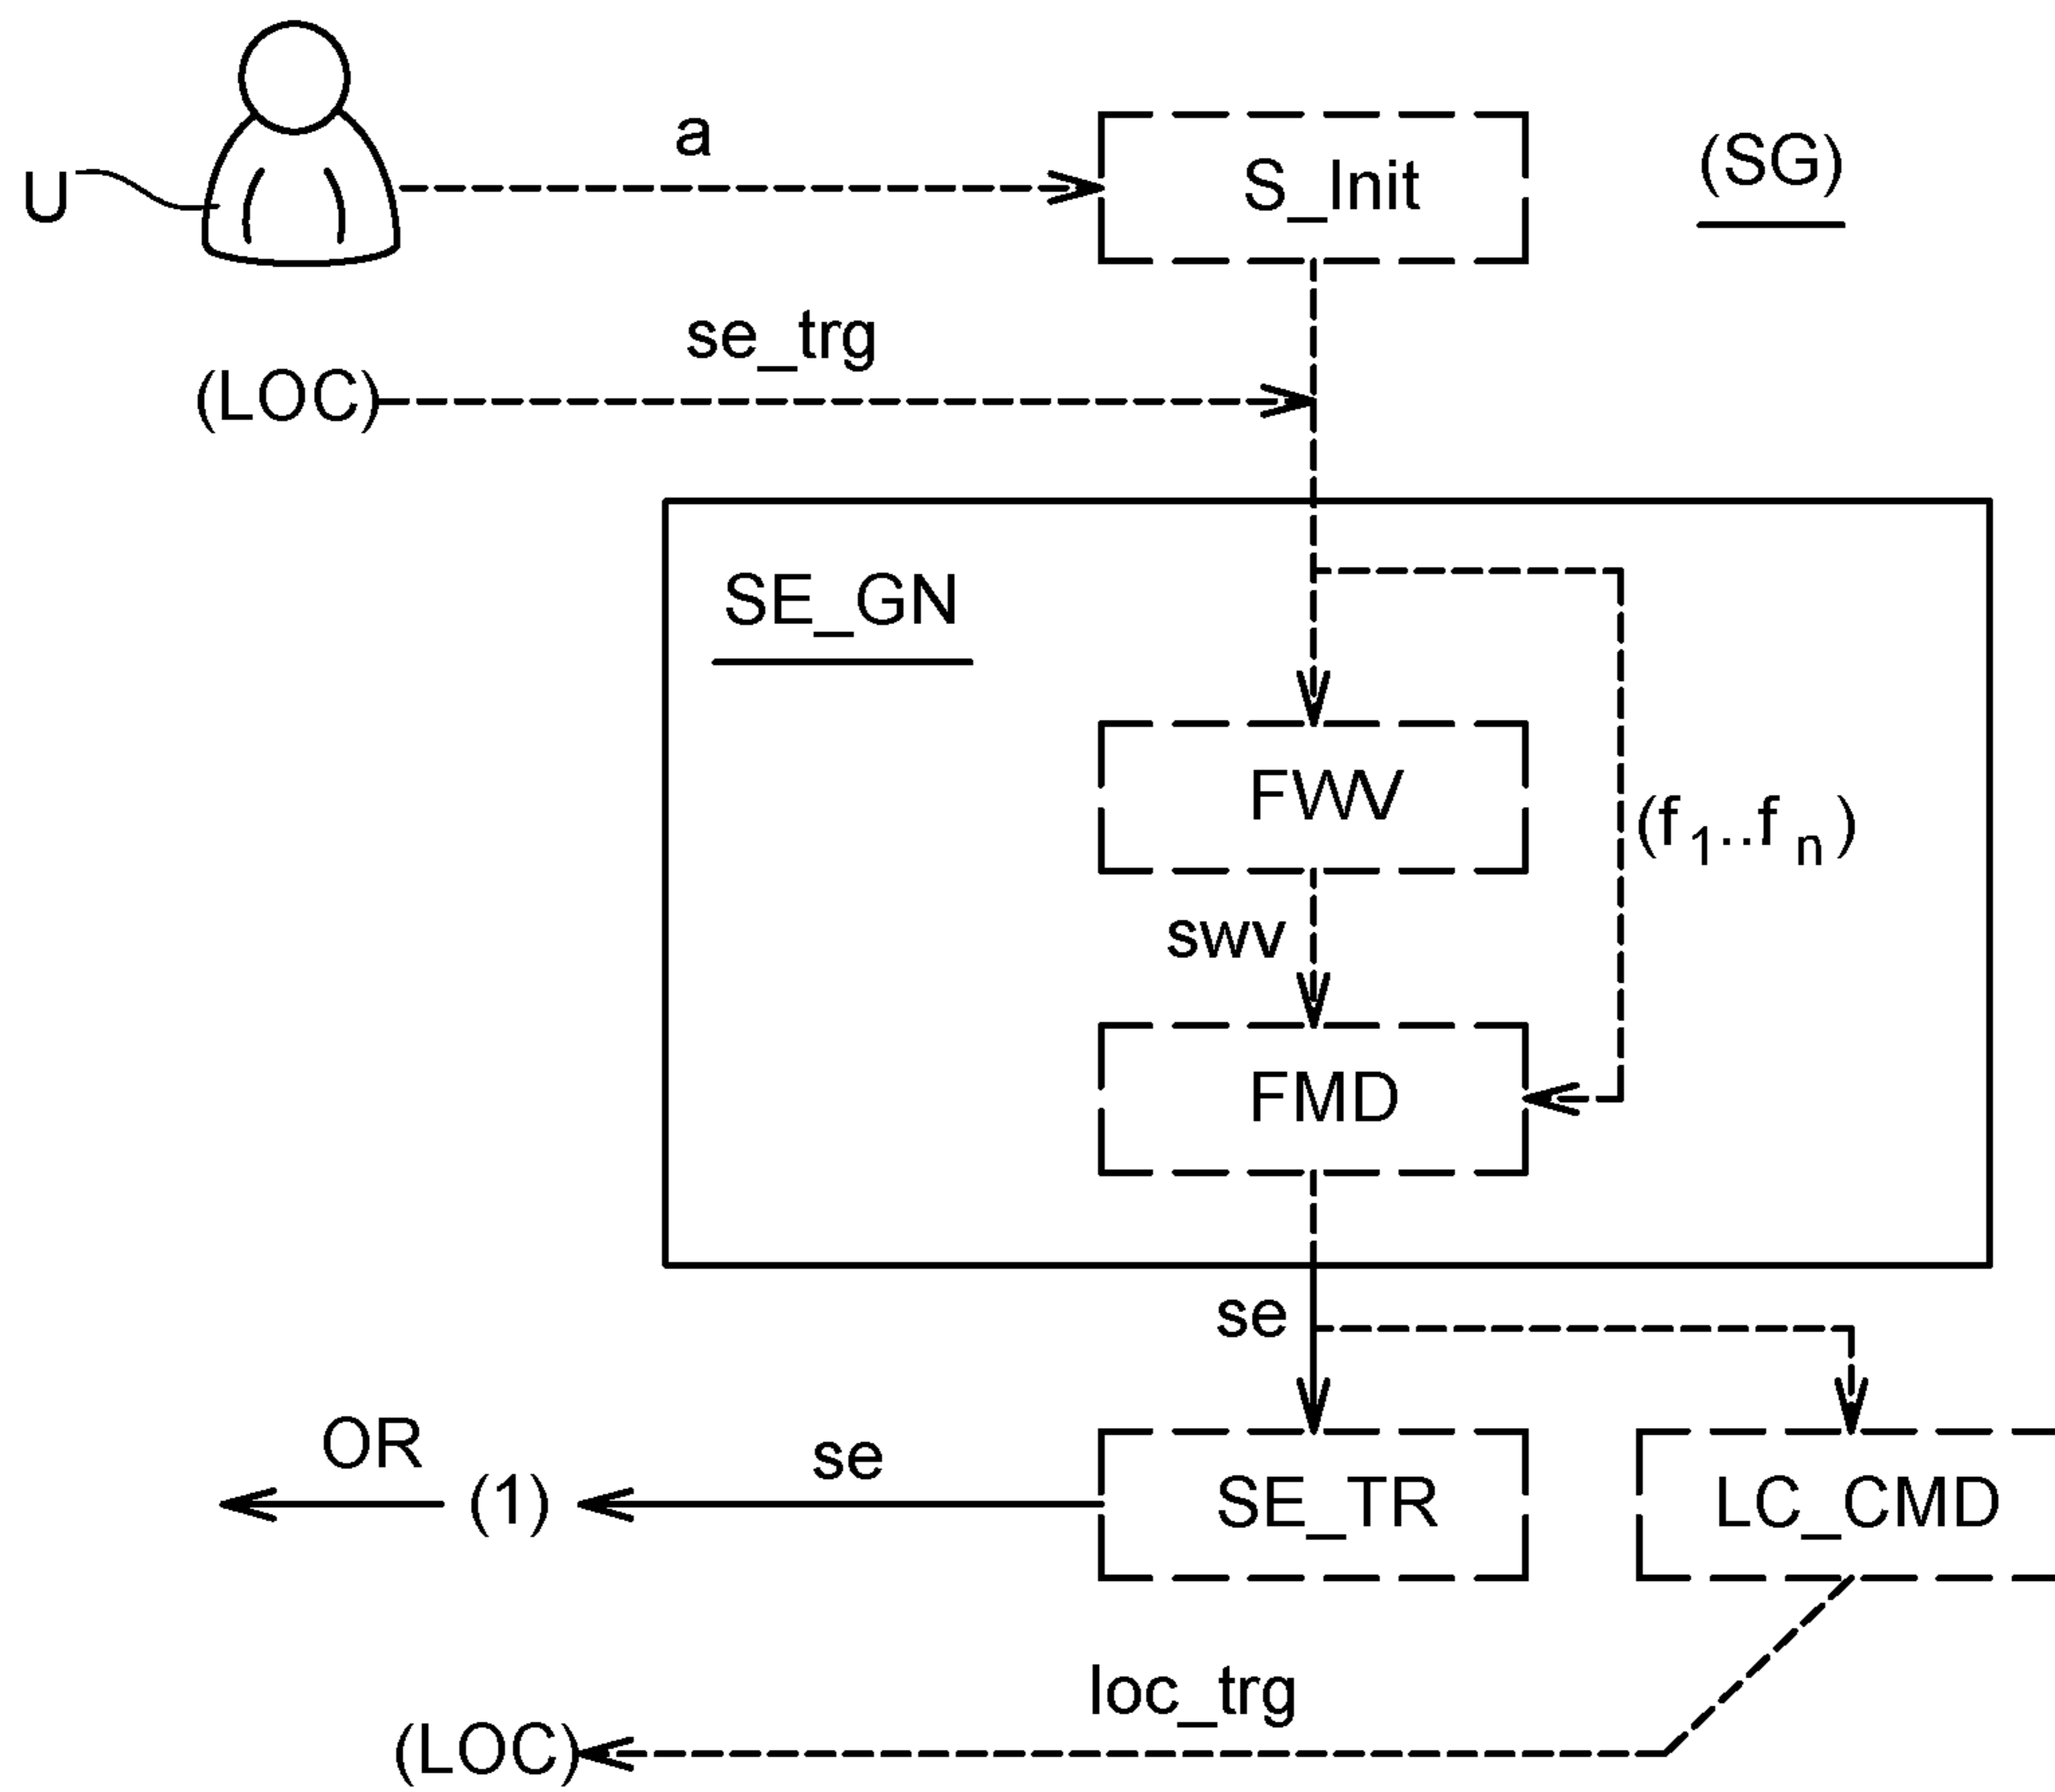 a
S_Init
(SG)
U
se_trg
(LOC)
SE_GN
FWV
(f1..fn)
swv
FMD
se
OR
(1)
se
SE_TR
LC_CMD
loc_trg
(LOC)